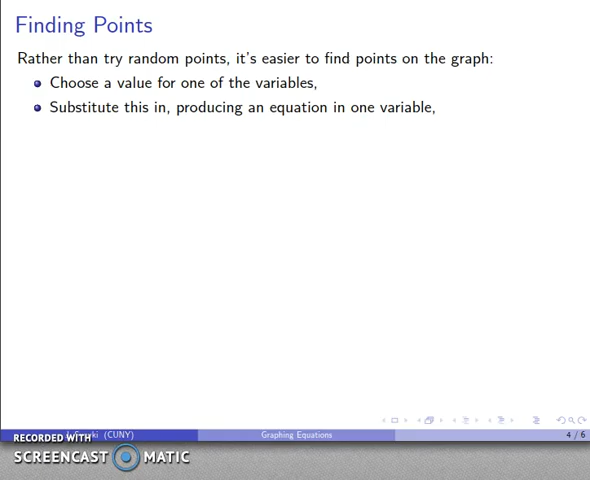 Finding Points
Rather than try random points, it's easier to find points on the graph:
Choose a value for one of the variables,
Substitute this in, producing an equation in one variable,
(CUNY)
Graphing Equations
4 / 6
RECORDED WITH
SCREENCAST MATIC